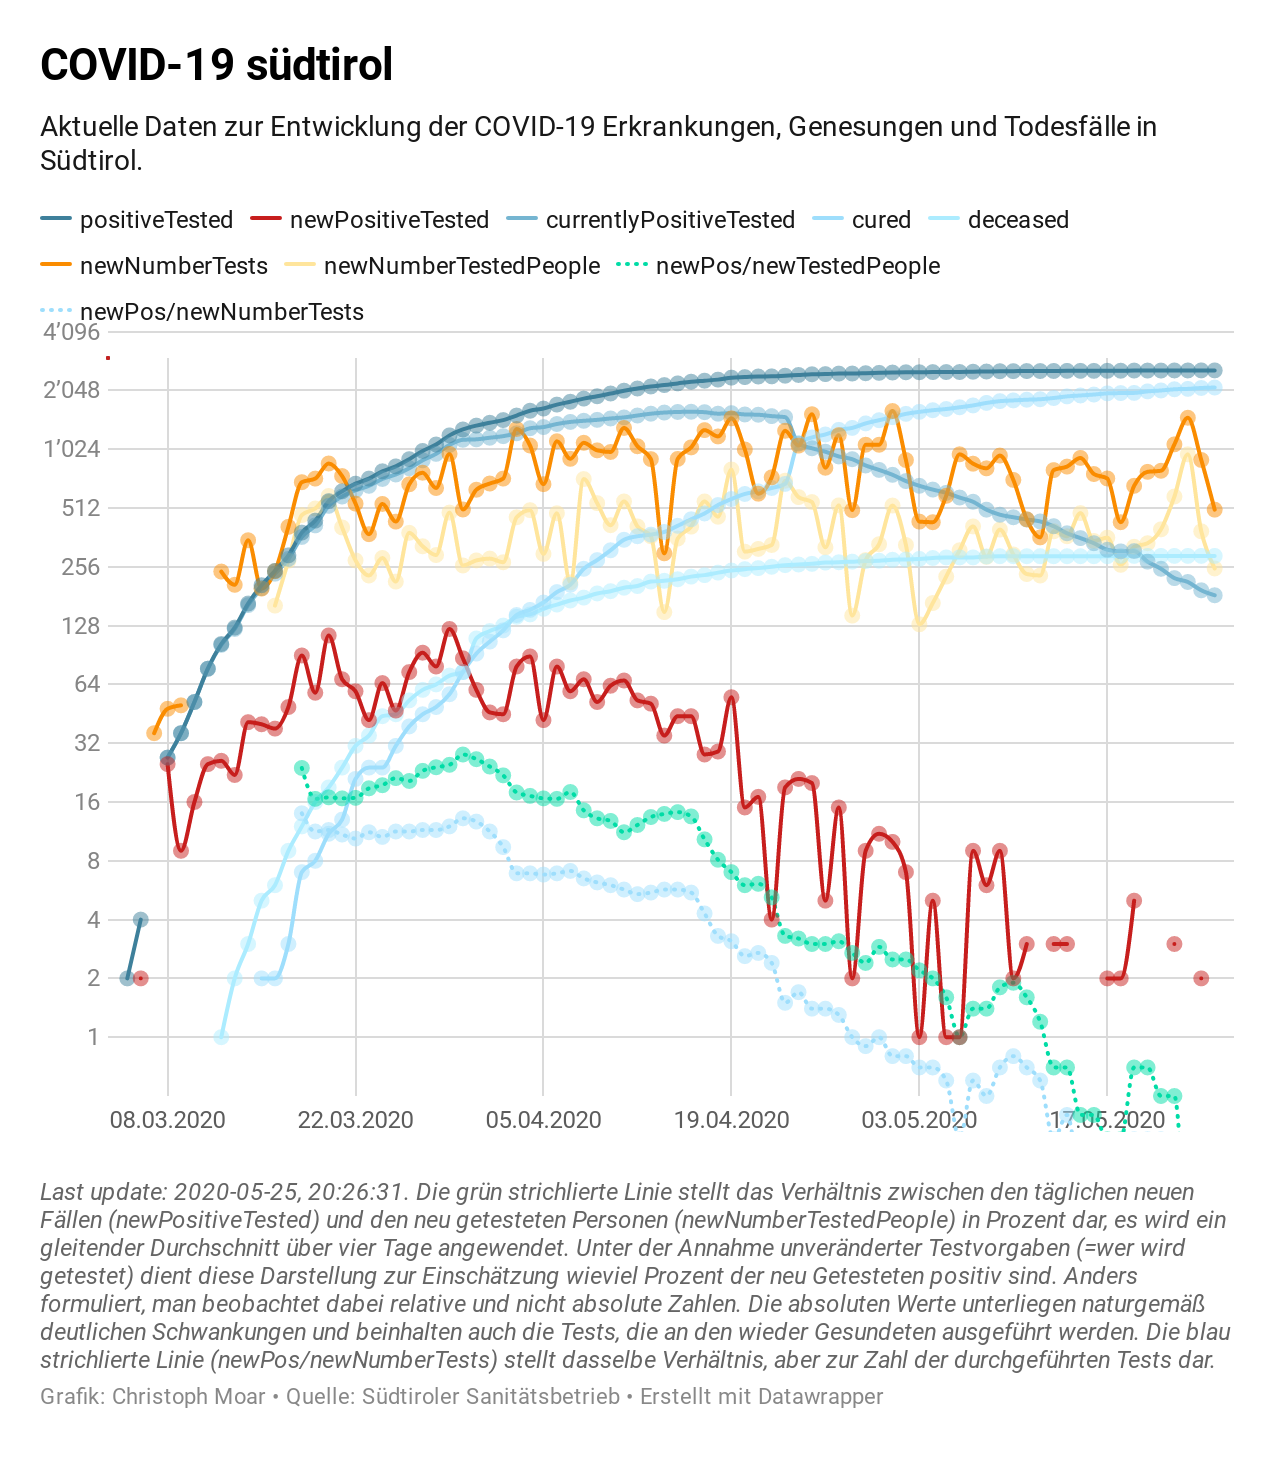 COVID-19 südtirol
Aktuelle Daten zur Entwicklung der COVID-19 Erkrankungen, Genesungen und Todesfälle in
Südtirol.
positiveTested newPositiveTested currentlyPositiveTested cured deceased
newNumberTests newNumberTestedPeople newPos/newTestedPeople
newPos/newNumberTests
4’096
2’048
1’024
512
256
128
64
32
16
8
4
2
1
08.03.2020 22.03.2020 05.04.2020 19.04.2020 03.05.2020 17.05.2020
Last update: 2020-05-25, 20:26:31. Die grün strichlierte Linie stellt das Verhältnis zwischen den täglichen neuen
Fällen (newPositiveTested) und den neu getesteten Personen (newNumberTestedPeople) in Prozent dar, es wird ein
gleitender Durchschnitt über vier Tage angewendet. Unter der Annahme unveränderter Testvorgaben (=wer wird
getestet) dient diese Darstellung zur Einschätzung wieviel Prozent der neu Getesteten positiv sind. Anders
formuliert, man beobachtet dabei relative und nicht absolute Zahlen. Die absoluten Werte unterliegen naturgemäß
deutlichen Schwankungen und beinhalten auch die Tests, die an den wieder Gesundeten ausgeführt werden. Die blau
strichlierte Linie (newPos/newNumberTests) stellt dasselbe Verhältnis, aber zur Zahl der durchgeführten Tests dar.
Grafik: Christoph Moar • Quelle: Südtiroler Sanitätsbetrieb • Erstellt mit Datawrapper